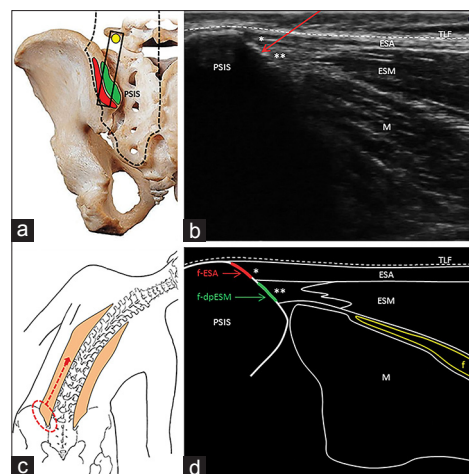 PSIS
a
TLF
*
ESA
**
PSIS
ESM
M
b
c
TLF
f-ESA
*
ESA
f-dpESM
**
ESM
PSIS
f
M
d